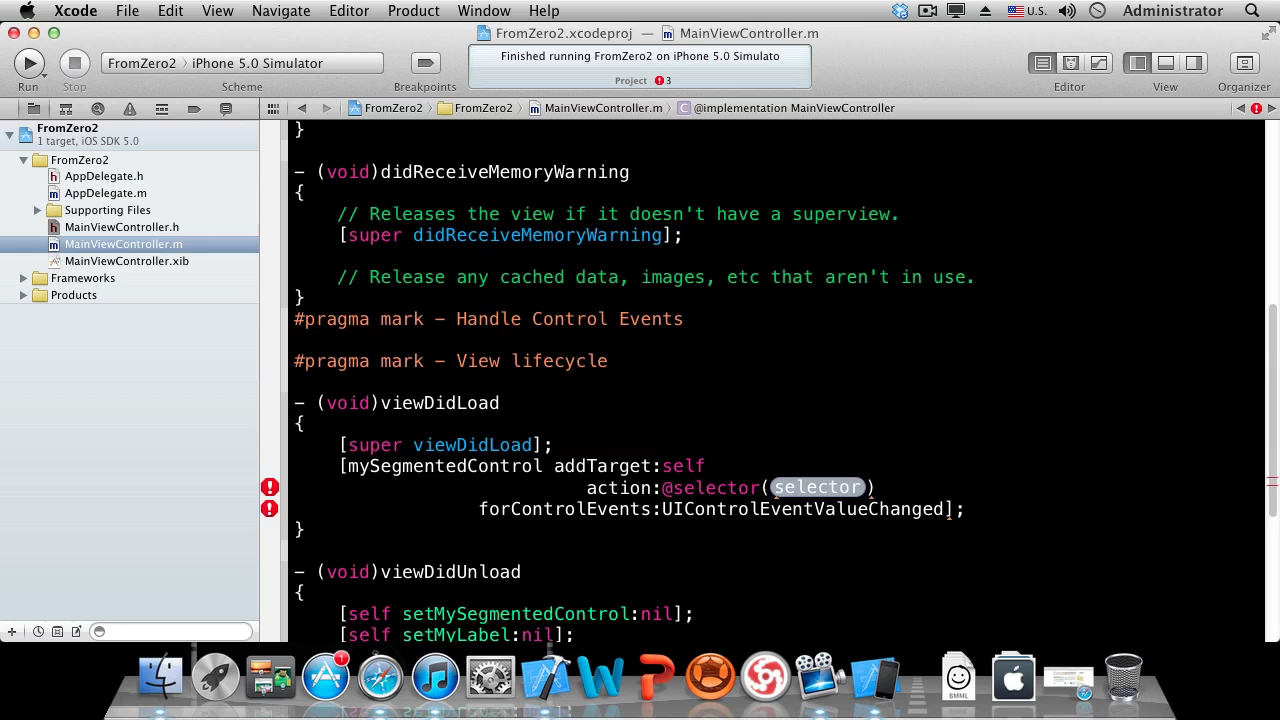 Xcode File Edit View Navigate Editor Product Window Help U.S. Administrator
FromZero2.xcodeproj — MainViewController.m
FromZero2 iPhone 5.0 Simulator
Finished running FromZero2 on iPhone 5.0 Simulato
Project 3
Run Stop Scheme Breakpoints Editor View Organizer
FromZero2 FromZero2 MainViewController.m @implementation MainViewController
FromZero2
1 target, iOS SDK 5.0
FromZero2
AppDelegate.h
AppDelegate.m
Supporting Files
MainViewController.h
MainViewController.m
MainViewController.xib
Frameworks
Products
}
- (void)didReceiveMemoryWarning
{
// Releases the view if it doesn't have a superview.
[super didReceiveMemoryWarning];
// Release any cached data, images, etc that aren't in use.
}
#pragma mark - Handle Control Events
#pragma mark - View lifecycle
- (void)viewDidLoad
{
[super viewDidLoad];
[mySegmentedControl addTarget:self
action:@selector(selector)
forControlEvents:UIControlEventValueChanged];
}
- (void)viewDidUnload
{
[self setMySegmentedControl:nil];
[self setMyLabel:nil];
1
BMML